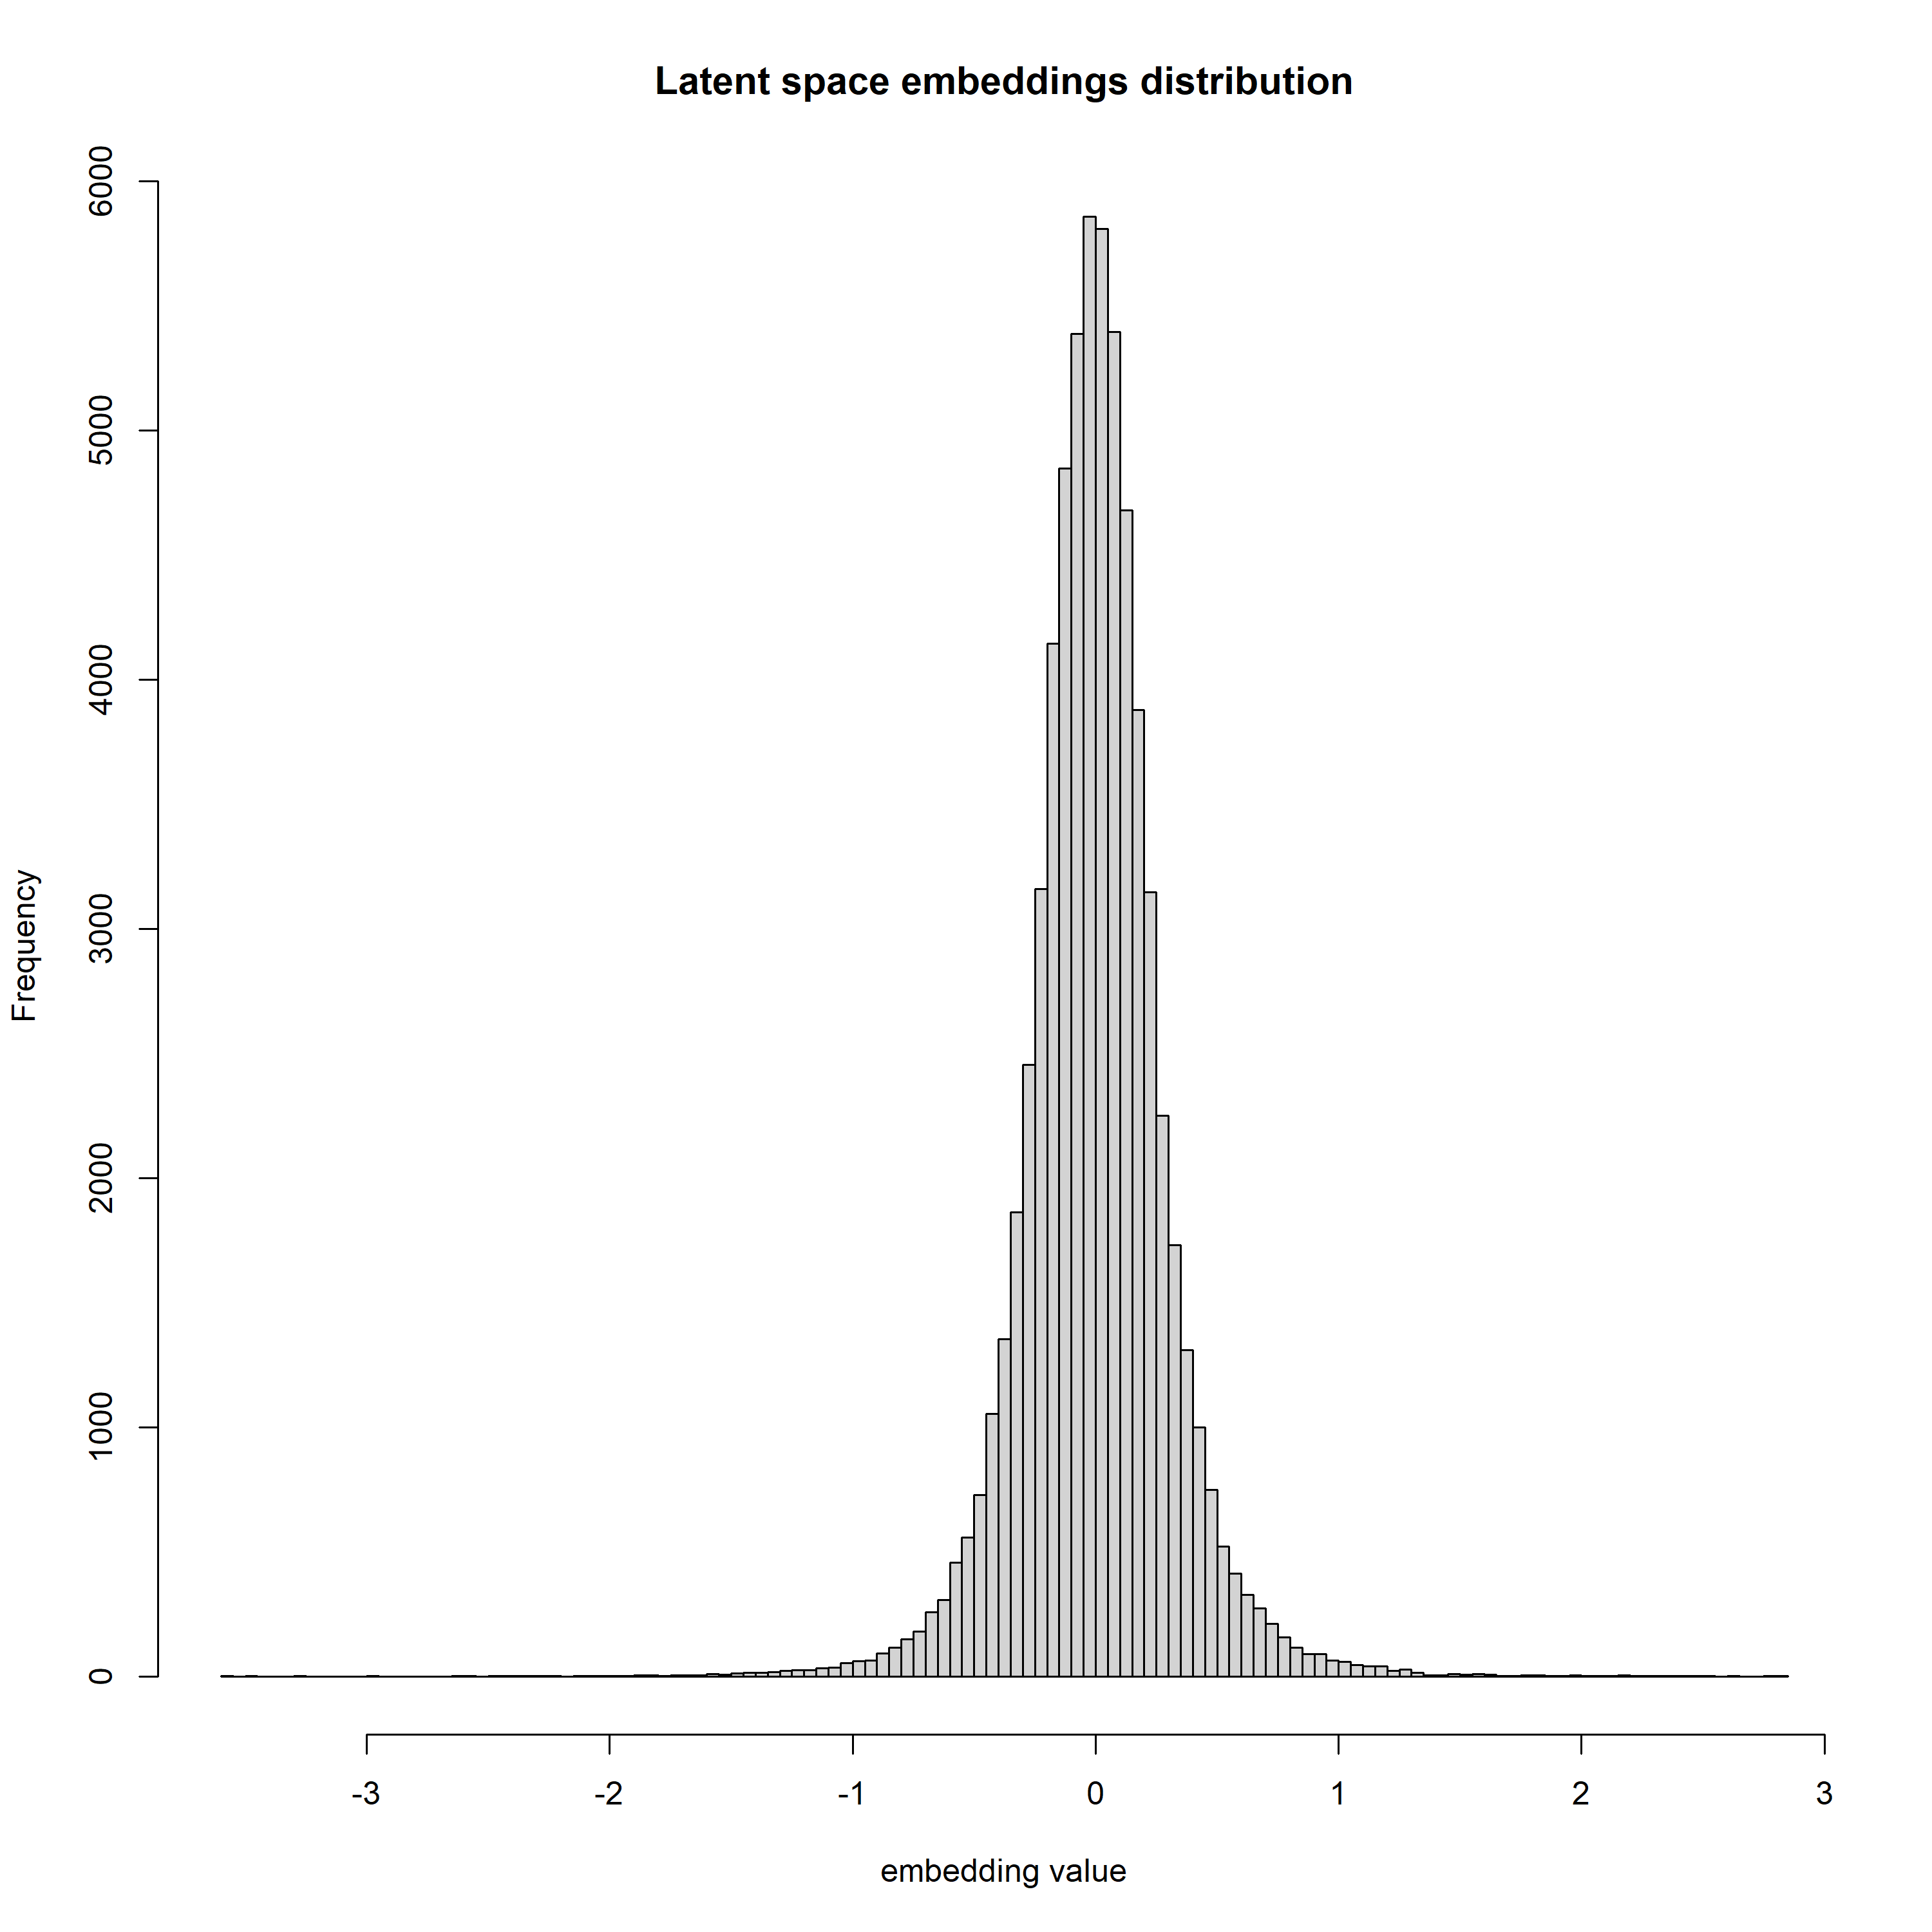 Latent space embeddings distribution
Frequency
6000
5000
4000
3000
2000
1000
0
-3 -2 -1 0 1 2 3
embedding value